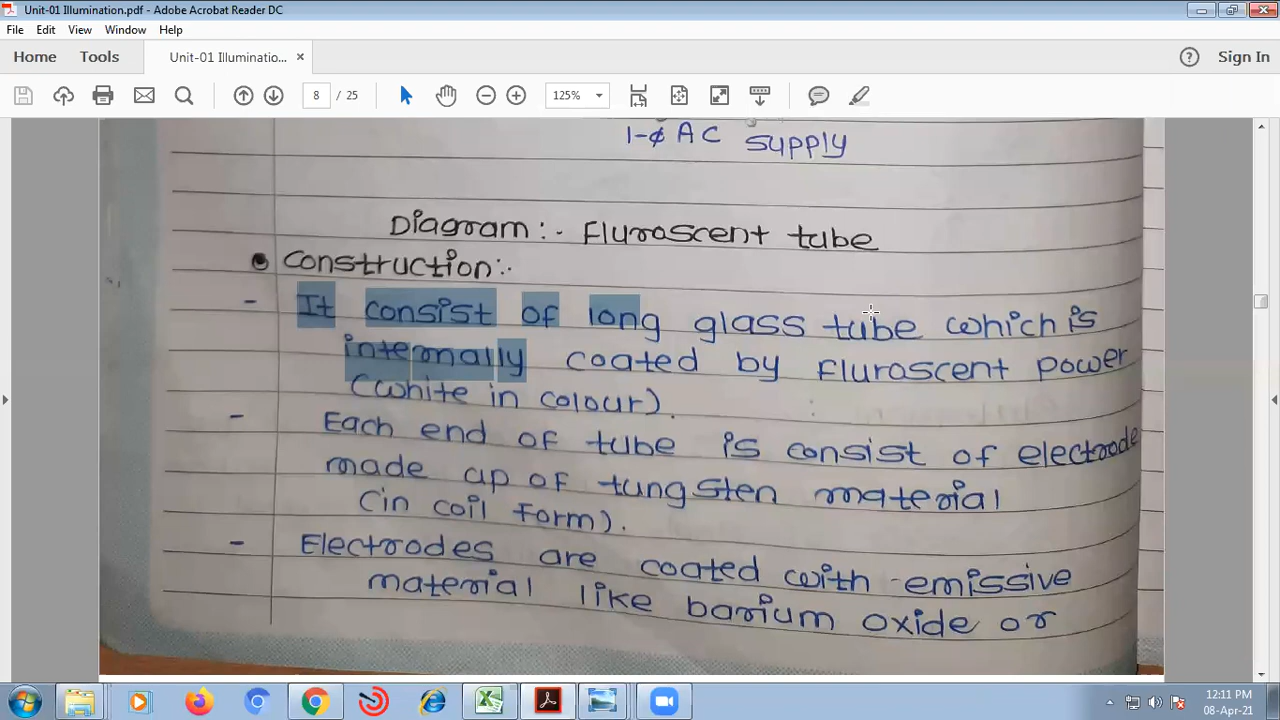 Unit-01 Illumination.pdf - Adobe Acrobat Reader DC
File Edit View Window Help
Home Tools Unit-01 Illuminatio... × Sign In
8 / 25 125%
1-ϕ AC supply
Diagram :- Fluroscent tube
• Construction:-
- It consist of long glass tube which is
internally coated by fluroscent power
(white in colour).
- Each end of tube is consist of electrode
made up of tungsten material
(in coil form).
- Electrodes are coated with emissive
material like barium oxide or
12:11 PM
08-Apr-21